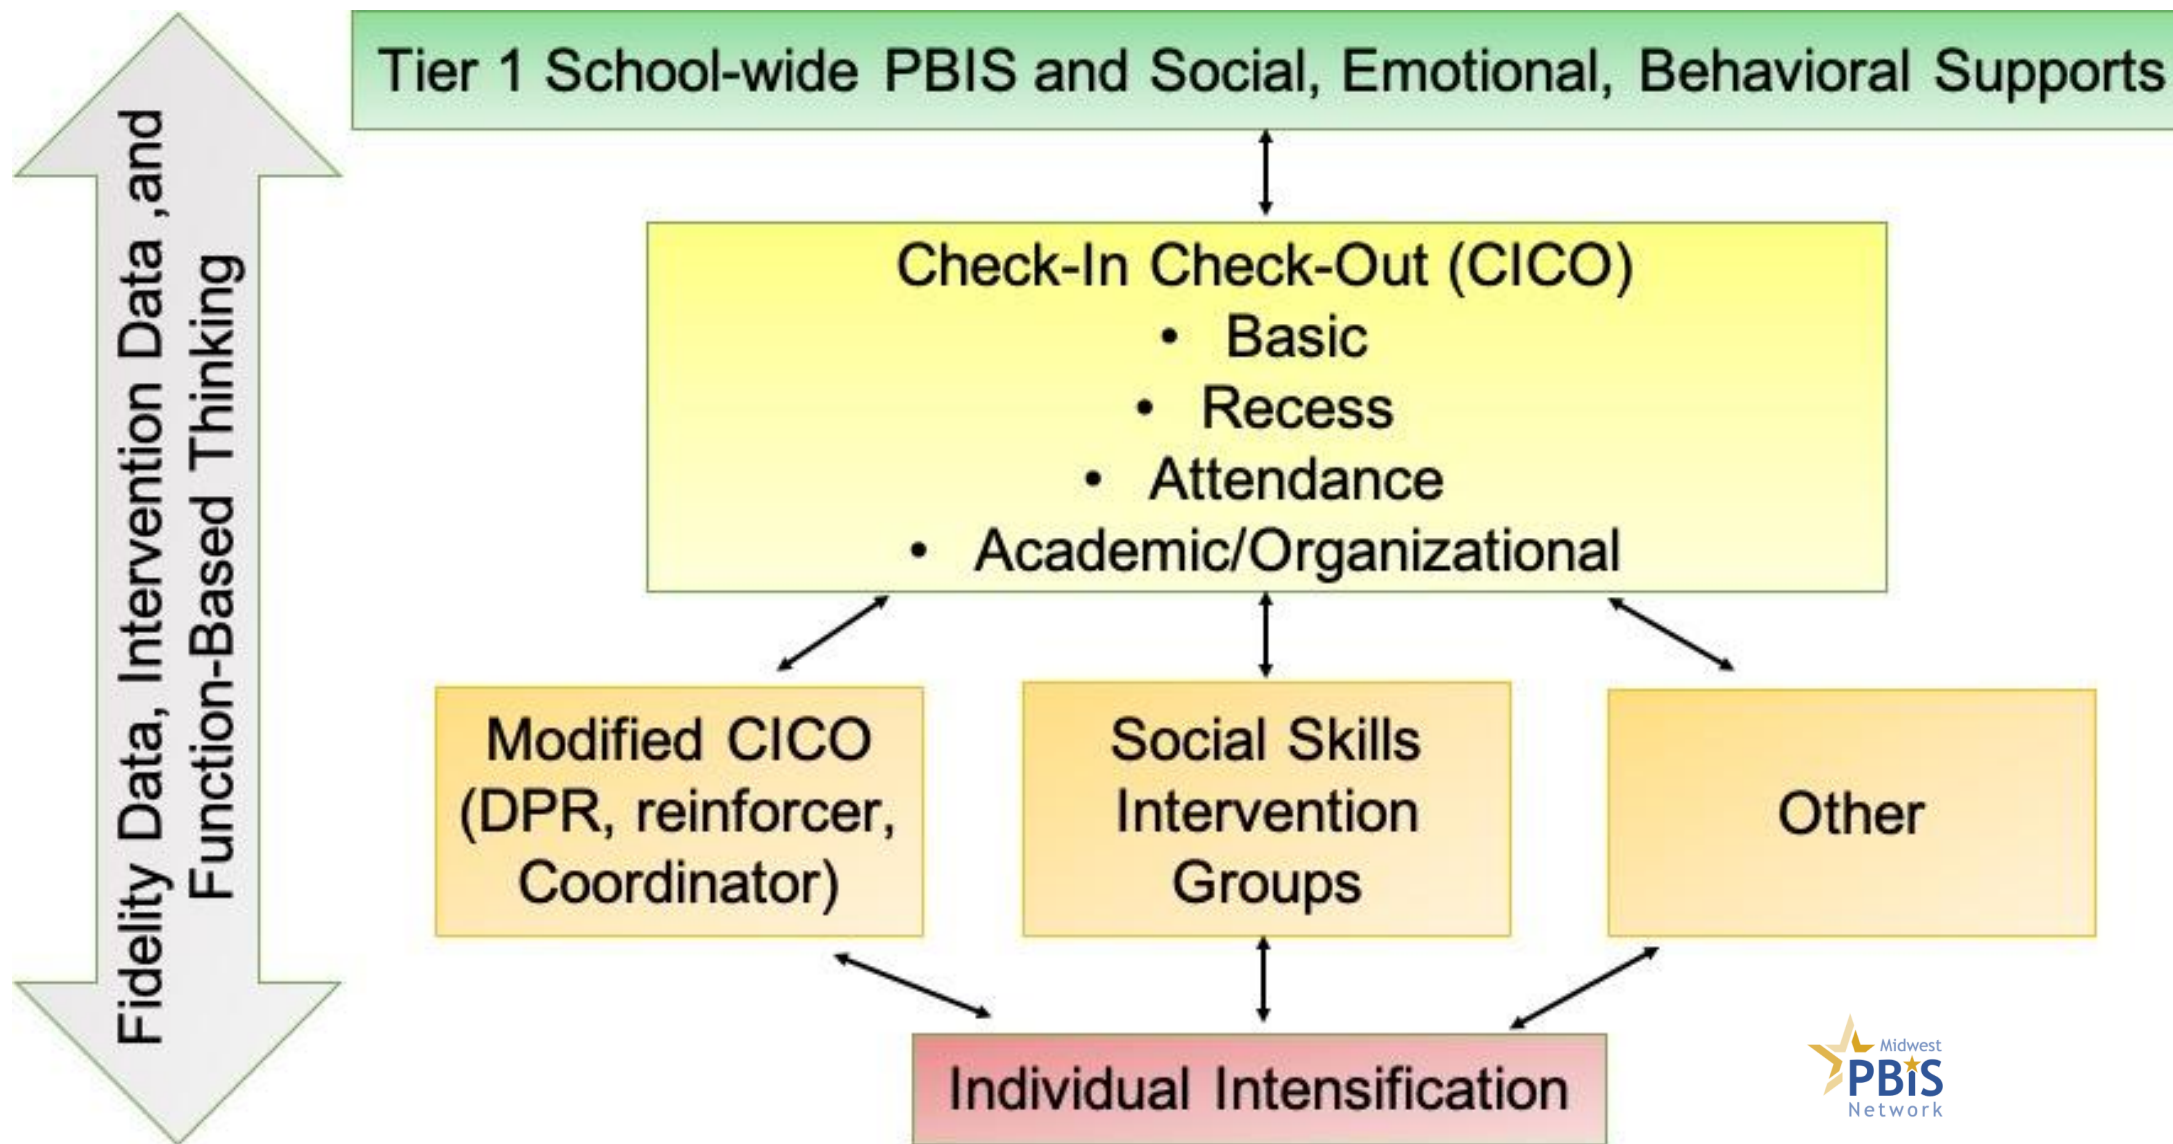 Tier 1 School-wide PBIS and Social, Emotional, Behavioral Supports
Fidelity Data, Intervention Data ,and
Function-Based Thinking
Check-In Check-Out (CICO)
• Basic
• Recess
• Attendance
• Academic/Organizational
Modified CICO
(DPR, reinforcer,
Coordinator)
Social Skills
Intervention
Groups
Other
Individual Intensification
Midwest
PBiS
Network